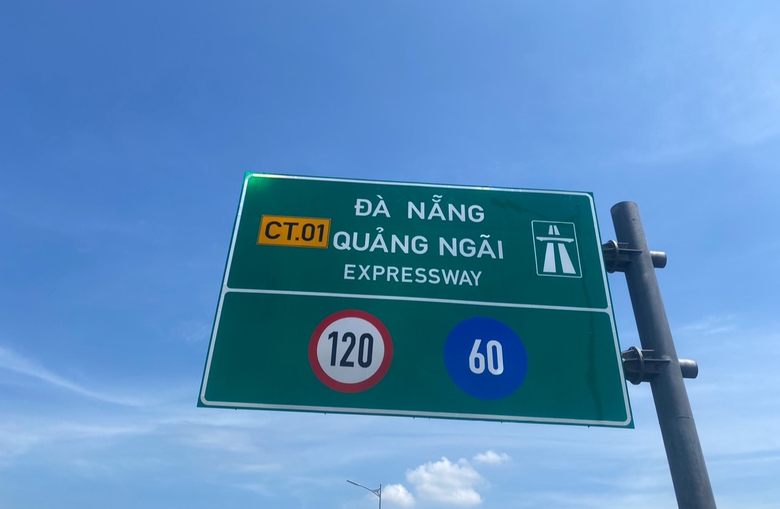 ĐÀ NẴNG
CT.01
QUẢNG NGÃI
EXPRESSWAY
120
60